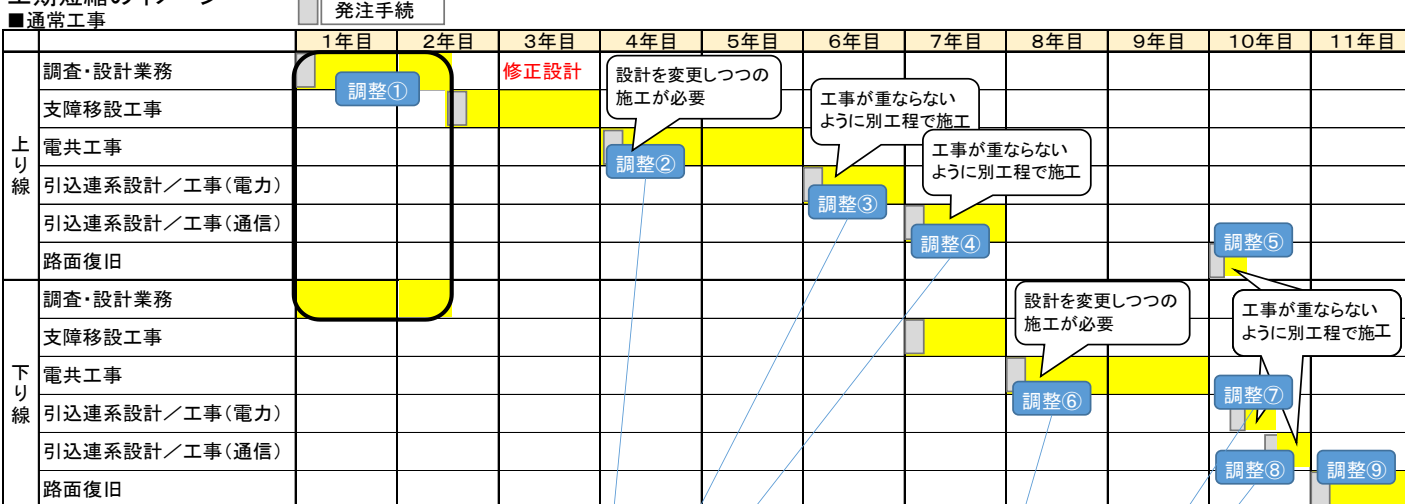 発注手続
■通常工事
1年目 2年目 3年目 4年目 5年目 6年目 7年目 8年目 9年目 10年目 11年目
上り線
調査・設計業務
調整①
修正設計
設計を変更しつつの
施工が必要
支障移設工事
工事が重ならない
ように別工程で施工
電共工事
調整②
工事が重ならない
ように別工程で施工
引込連系設計／工事（電力）
調整③
引込連系設計／工事（通信）
調整④
調整⑤
路面復旧
下り線
調査・設計業務
設計を変更しつつの
施工が必要
工事が重ならない
ように別工程で施工
支障移設工事
電共工事
調整⑥
調整⑦
引込連系設計／工事（電力）
引込連系設計／工事（通信）
調整⑧
調整⑨
路面復旧